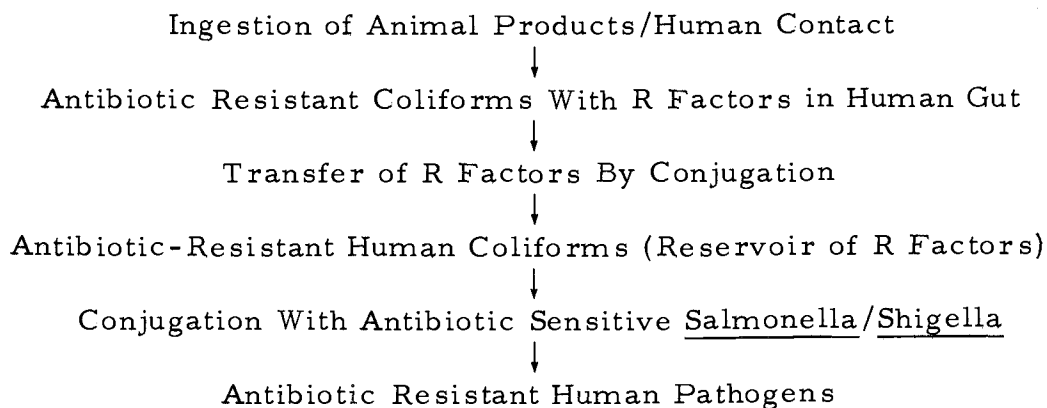 Ingestion of Animal Products/Human Contact
Antibiotic Resistant Coliforms With R Factors in Human Gut
Transfer of R Factors By Conjugation
Antibiotic-Resistant Human Coliforms (Reservoir of R Factors)
Conjugation With Antibiotic Sensitive Salmonella/Shigella
Antibiotic Resistant Human Pathogens